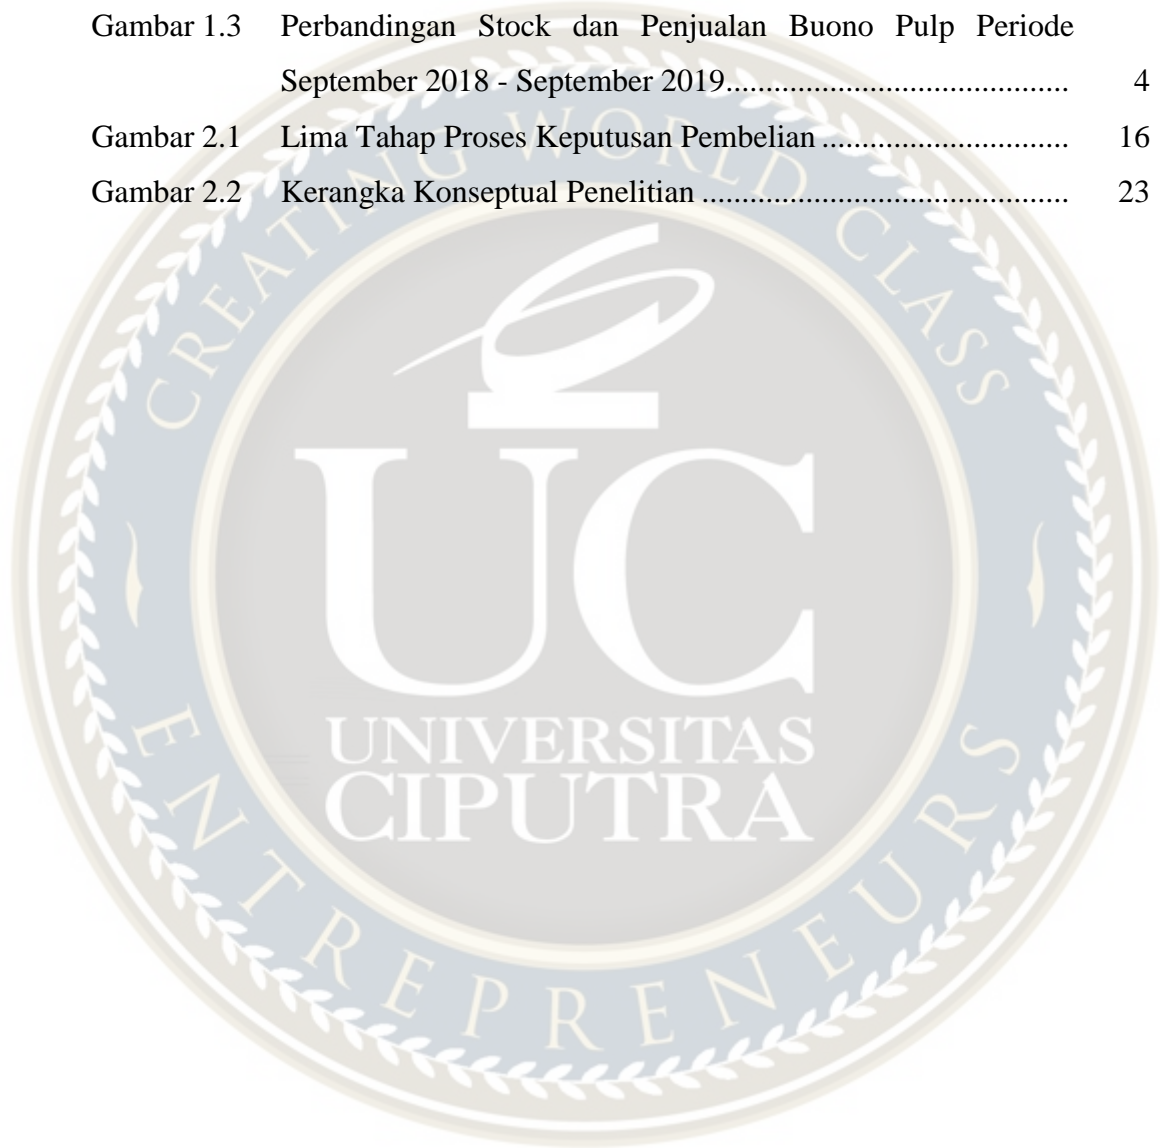 Gambar 1.3 Perbandingan Stock dan Penjualan Buono Pulp Periode
September 2018 - September 2019........................................... 4
Gambar 2.1 Lima Tahap Proses Keputusan Pembelian ............................... 16
Gambar 2.2 Kerangka Konseptual Penelitian .............................................. 23
CREATING WORLD CLASS
UC
UNIVERSITAS
CIPUTRA
ENTREPRENEURS